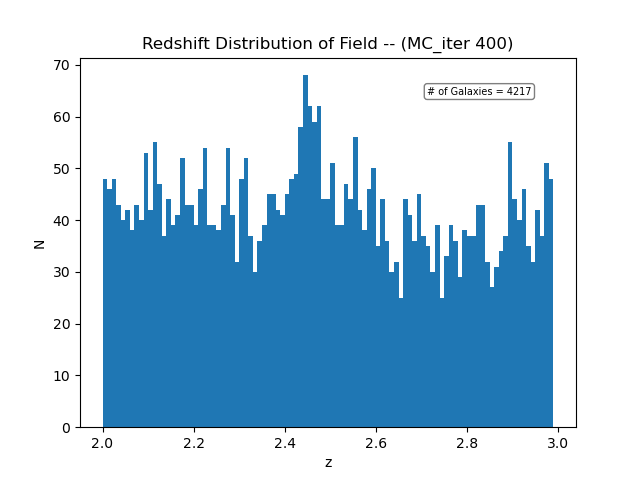 Redshift Distribution of Field -- (MC_iter 400)
# of Galaxies = 4217
70
60
50
40
30
20
10
0
N
2.0 2.2 2.4 2.6 2.8 3.0
z